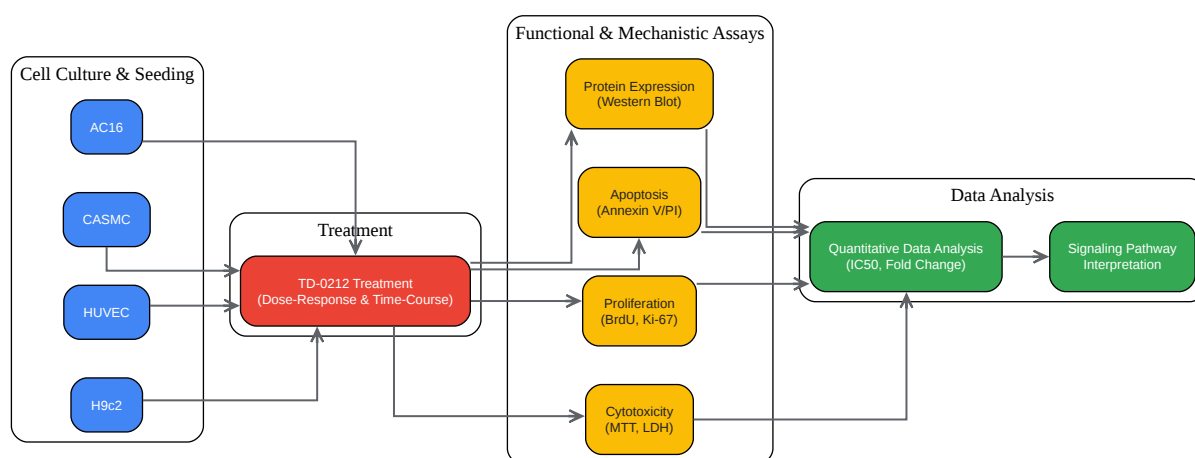 Cell Culture & Seeding
AC16
CASMC
HUVEC
H9c2
Treatment
TD-0212 Treatment
(Dose-Response & Time-Course)
Functional & Mechanistic Assays
Protein Expression
(Western Blot)
Apoptosis
(Annexin V/PI)
Proliferation
(BrdU, Ki-67)
Cytotoxicity
(MTT, LDH)
Data Analysis
Quantitative Data Analysis
(IC50, Fold Change)
Signaling Pathway
Interpretation